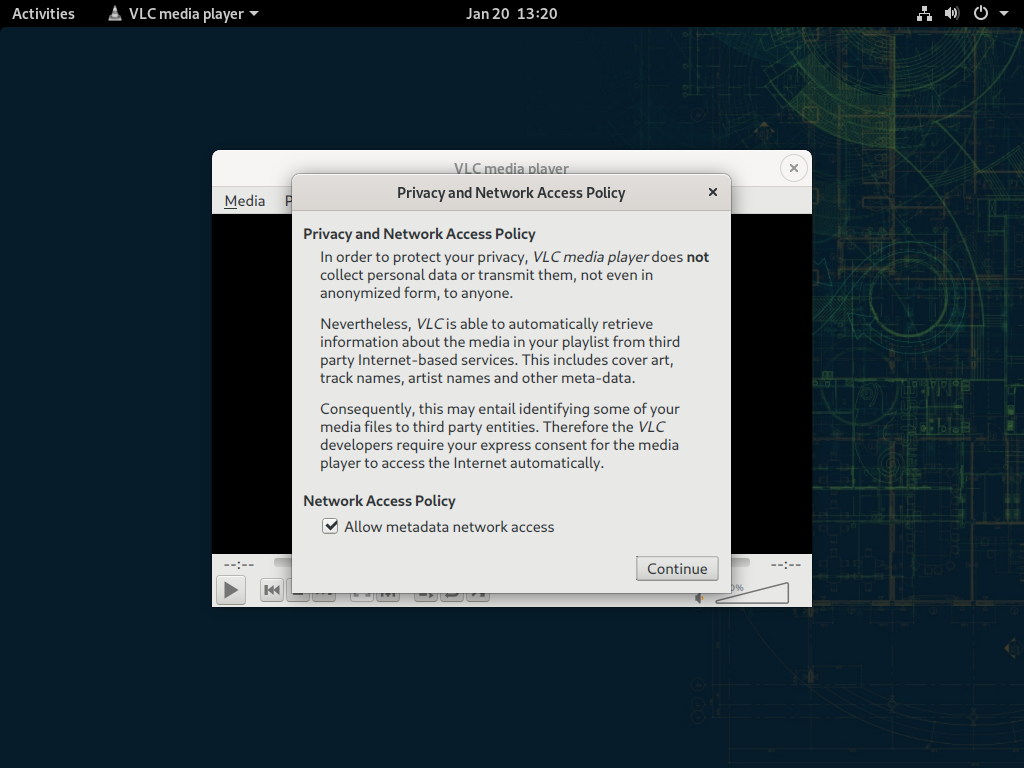 Activities
VLC media player
Jan 20 13:20
VLC media player
Media
Privacy and Network Access Policy
Privacy and Network Access Policy
In order to protect your privacy, VLC media player does not
collect personal data or transmit them, not even in
anonymized form, to anyone.
Nevertheless, VLC is able to automatically retrieve
information about the media in your playlist from third
party Internet-based services. This includes cover art,
track names, artist names and other meta-data.
Consequently, this may entail identifying some of your
media files to third party entities. Therefore the VLC
developers require your express consent for the media
player to access the Internet automatically.
Network Access Policy
Allow metadata network access
Continue
--:-- --:--